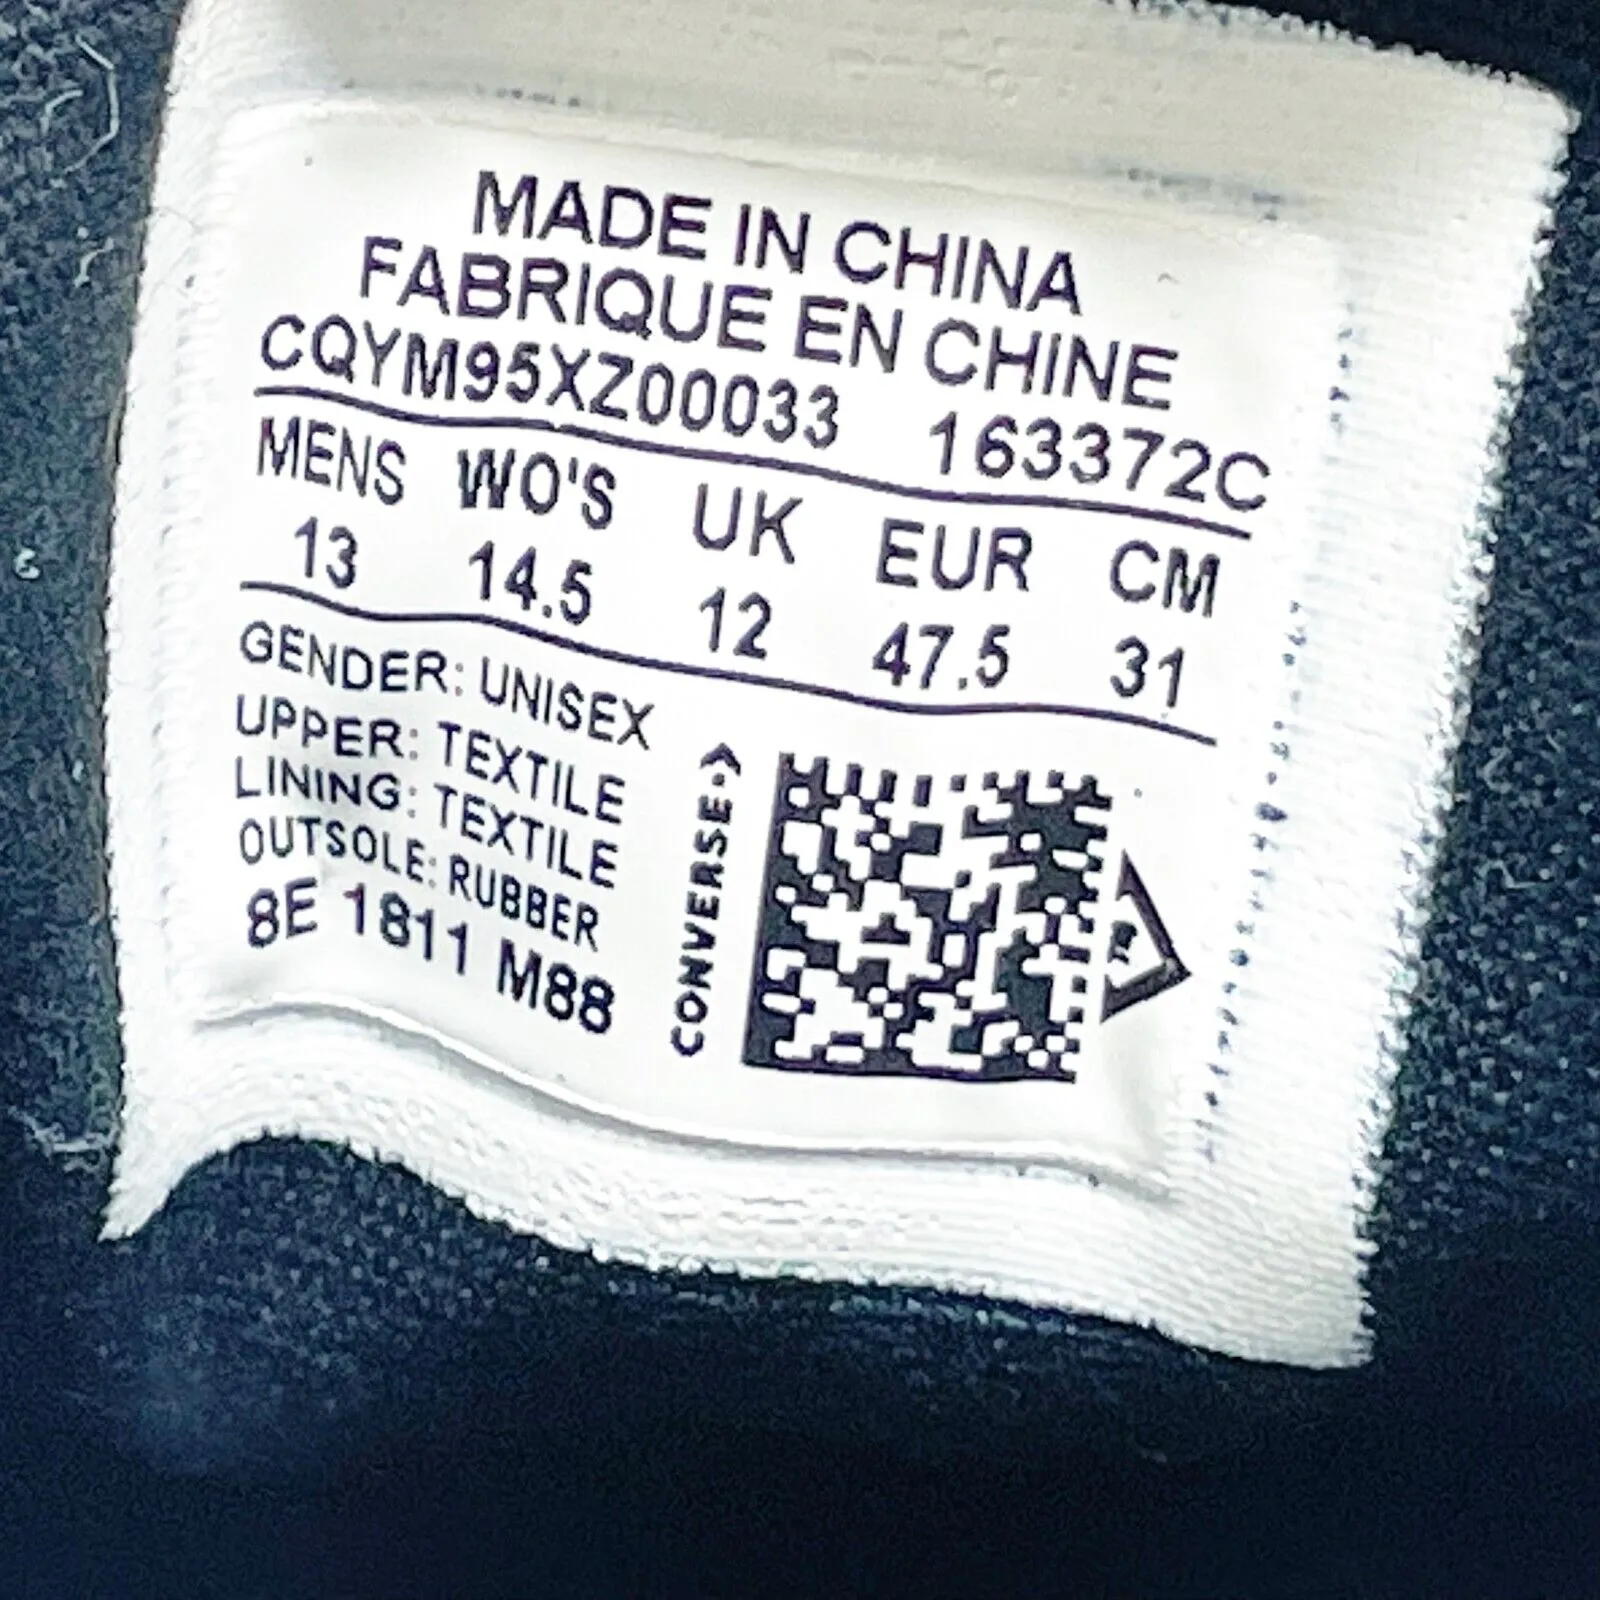 MADE IN CHINA
FABRIQUE EN CHINE
CQYM95XZ00033 163372C
MENS WO'S UK EUR CM
13 14.5 12 47.5 31
GENDER: UNISEX
UPPER: TEXTILE
LINING: TEXTILE
OUTSOLE: RUBBER
8E 1811 M88
CONVERSE